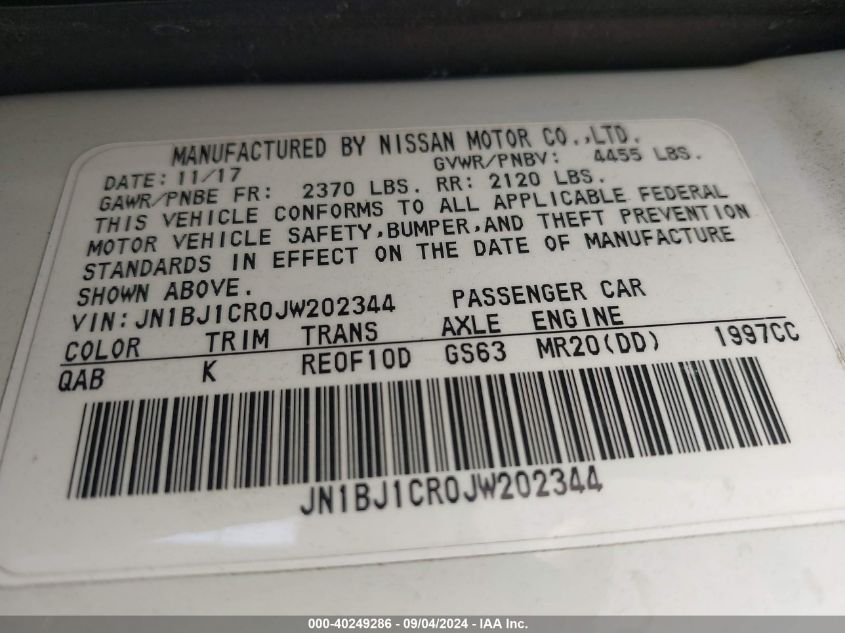 MANUFACTURED BY NISSAN MOTOR CO.,LTD.
DATE: 11/17 GVWR/PNBV: 4455 LBS.
GAWR/PNBE FR: 2370 LBS. RR: 2120 LBS.
THIS VEHICLE CONFORMS TO ALL APPLICABLE FEDERAL
MOTOR VEHICLE SAFETY,BUMPER,AND THEFT PREVENTION
STANDARDS IN EFFECT ON THE DATE OF MANUFACTURE
SHOWN ABOVE.
VIN: JN1BJ1CR0JW202344 PASSENGER CAR
COLOR TRIM TRANS AXLE ENGINE
QAB K RE0F10D GS63 MR20(DD) 1997CC
JN1BJ1CR0JW202344
000-40249286 - 09/04/2024 - IAA Inc.